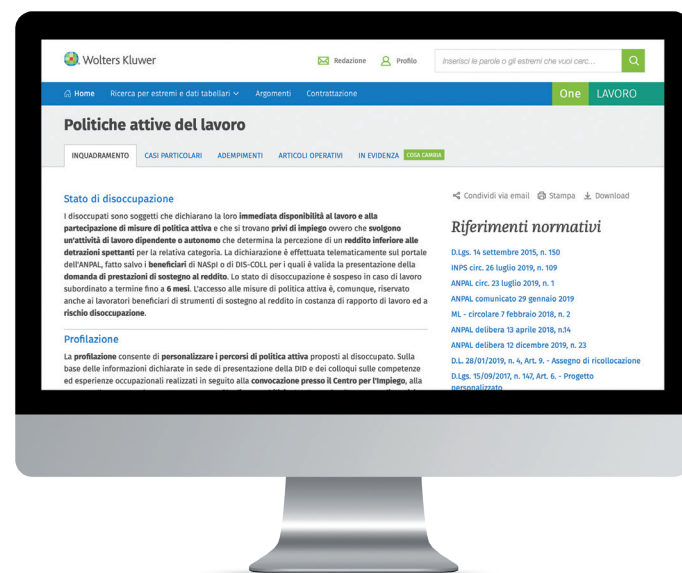 Wolters Kluwer
Redazione
Profilo
Inserisci le parole o gli estremi che vuoi cerc...
Home
Ricerca per estremi e dati tabellari
Argomenti
Contrattazione
One LAVORO
Politiche attive del lavoro
INQUADRAMENTO
CASI PARTICOLARI
ADEMPIMENTI
ARTICOLI OPERATIVI
IN EVIDENZA
COSA CAMBIA
Condividi via email
Stampa
Download
Stato di disoccupazione
I disoccupati sono soggetti che dichiarano la loro immediata disponibilità al lavoro e alla
partecipazione di misure di politica attiva e che si trovano privi di impiego ovvero che svolgono
un'attività di lavoro dipendente o autonomo che determina la percezione di un reddito inferiore alle
detrazioni spettanti per la relativa categoria. La dichiarazione è effettuata telematicamente sul portale
dell'ANPAL, fatto salvo i beneficiari di NASpI o di DIS-COLL per i quali è valida la presentazione della
domanda di prestazioni di sostegno al reddito. Lo stato di disoccupazione è sospeso in caso di lavoro
subordinato a termine fino a 6 mesi. L'accesso alle misure di politica attiva è, comunque, riservato
anche ai lavoratori beneficiari di strumenti di sostegno al reddito in costanza di rapporto di lavoro ed a
rischio disoccupazione.
Profilazione
La profilazione consente di personalizzare i percorsi di politica attiva proposti al disoccupato. Sulla
base delle informazioni dichiarate in sede di presentazione della DID e dei colloqui sulle competenze
ed esperienze occupazionali realizzati in seguito alla convocazione presso il Centro per l'Impiego, alla
Riferimenti normativi
D.Lgs. 14 settembre 2015, n. 150
INPS circ. 26 luglio 2019, n. 109
ANPAL circ. 23 luglio 2019, n. 1
ANPAL comunicato 29 gennaio 2019
ML - circolare 7 febbraio 2018, n. 2
ANPAL delibera 13 aprile 2018, n.14
ANPAL delibera 12 dicembre 2019, n. 23
D.L. 28/01/2019, n. 4, Art. 9. - Assegno di ricollocazione
D.Lgs. 15/09/2017, n. 147, Art. 6. - Progetto
personalizzato